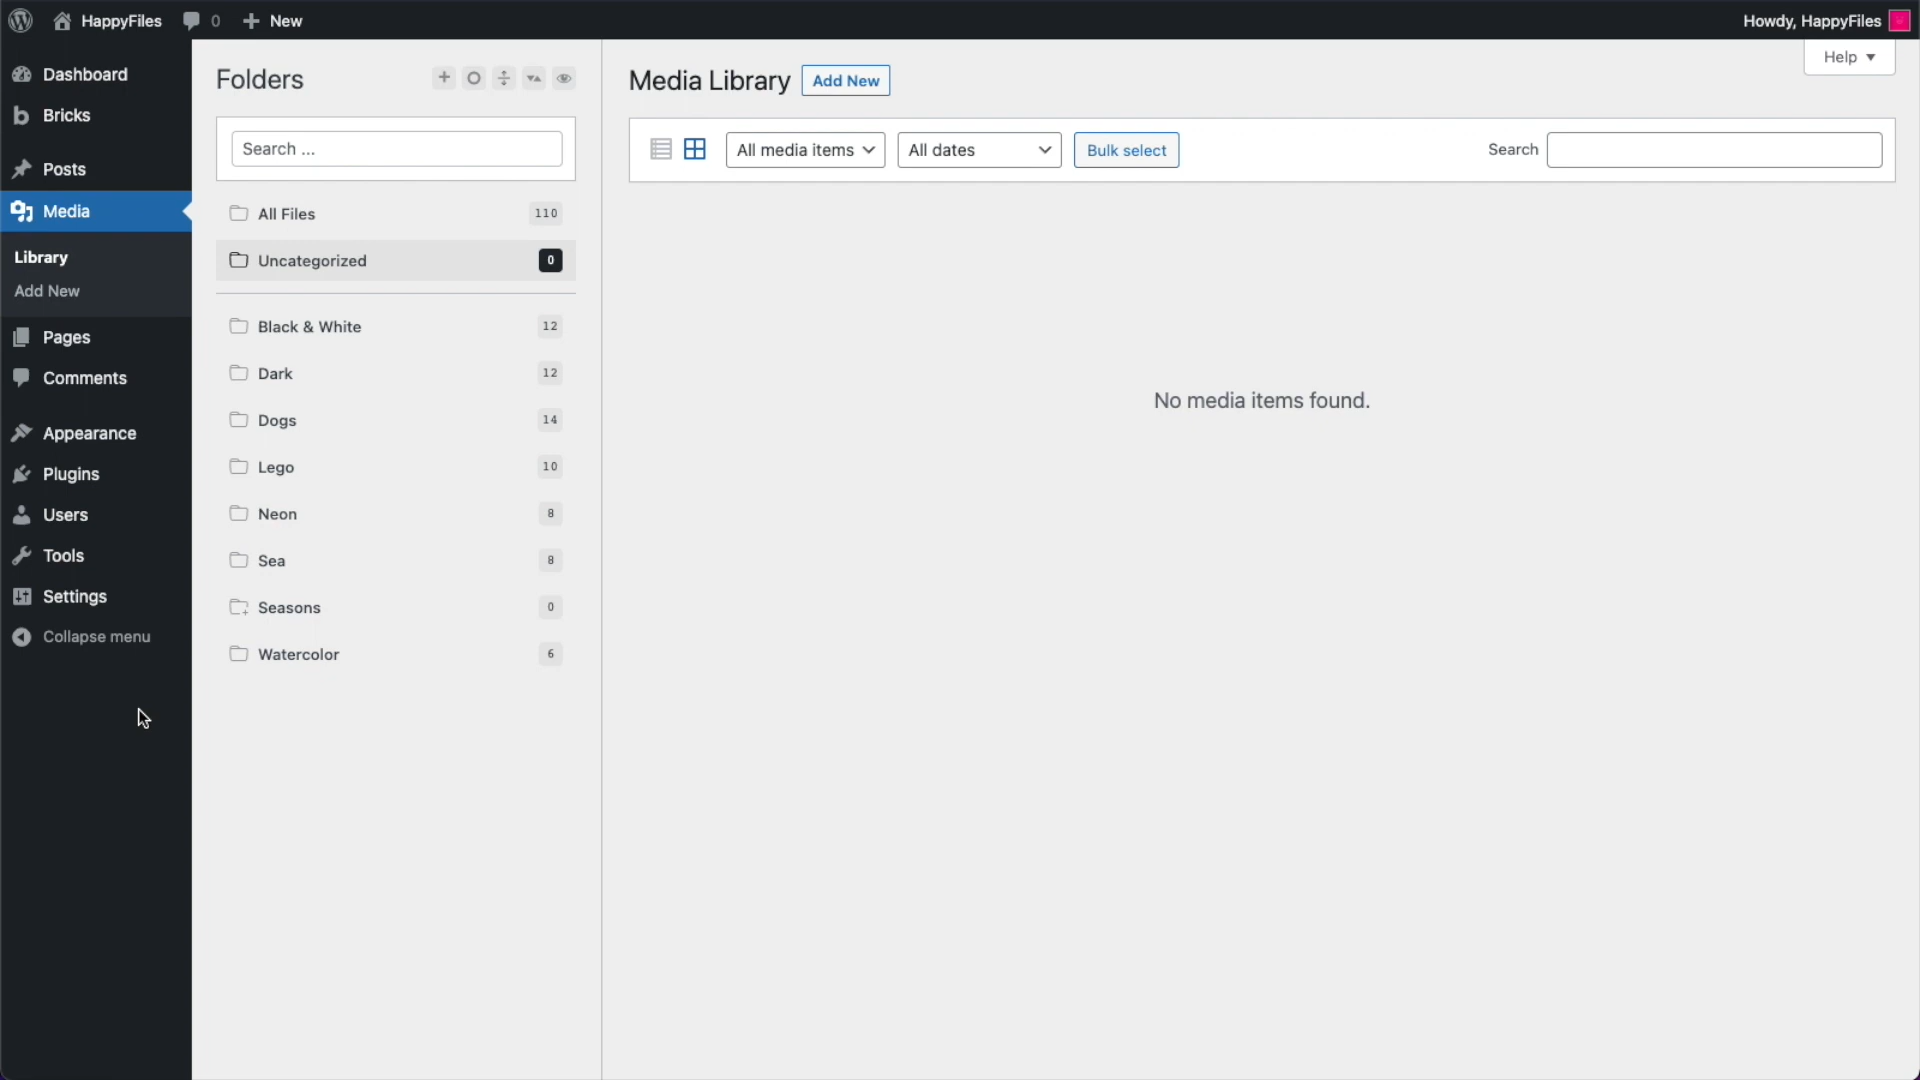 HappyFiles 0 New Howdy, HappyFiles
Help
Dashboard
Bricks
Posts
Media
Library
Add New
Pages
Comments
Appearance
Plugins
Users
Tools
Settings
Collapse menu
Folders
Search ...
All Files 110
Uncategorized 0
Black & White 12
Dark 12
Dogs 14
Lego 10
Neon 8
Sea 8
Seasons 0
Watercolor 6
Media Library Add New
All media items All dates Bulk select Search
No media items found.